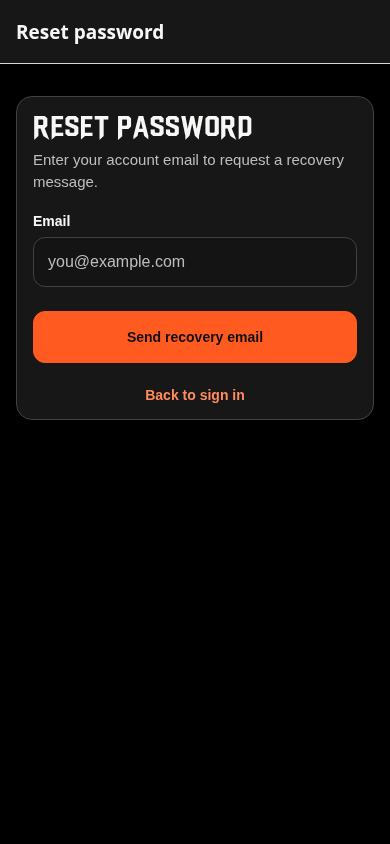 Reset password
RESET PASSWORD
Enter your account email to request a recovery
message.
Email
you@example.com
Send recovery email
Back to sign in